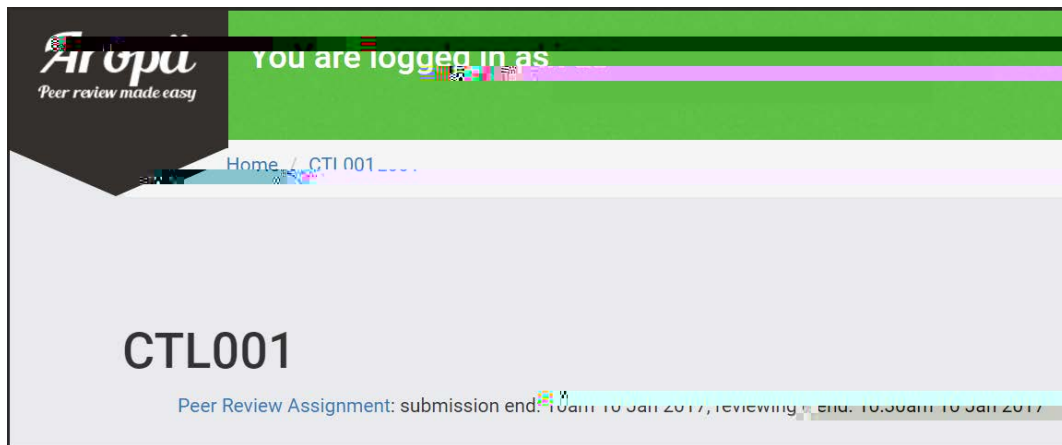 Aropä
Peer review made easy
You are logged in as
Home / CTL001
CTL001
Peer Review Assignment: submission end: 10am 10 Jan 2017, reviewing end: 10:30am 10 Jan 2017